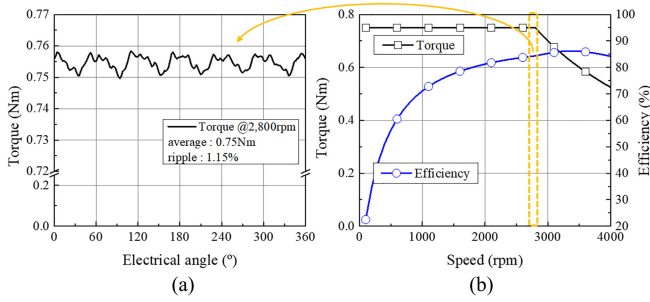 0.77
0.76
0.75
0.74
0.73
0.72
0.2
0.0
Torque (Nm)
Torque @2,800rpm
average : 0.75Nm
ripple : 1.15%
0 60 120 180 240 300 360
Electrical angle (º)
(a)
0.8
0.6
0.4
0.2
0.0
Torque (Nm)
Torque
Efficiency
95
90
80
70
60
50
40
30
20
Efficiency (%)
0 1000 2000 3000 4000
Speed (rpm)
(b)